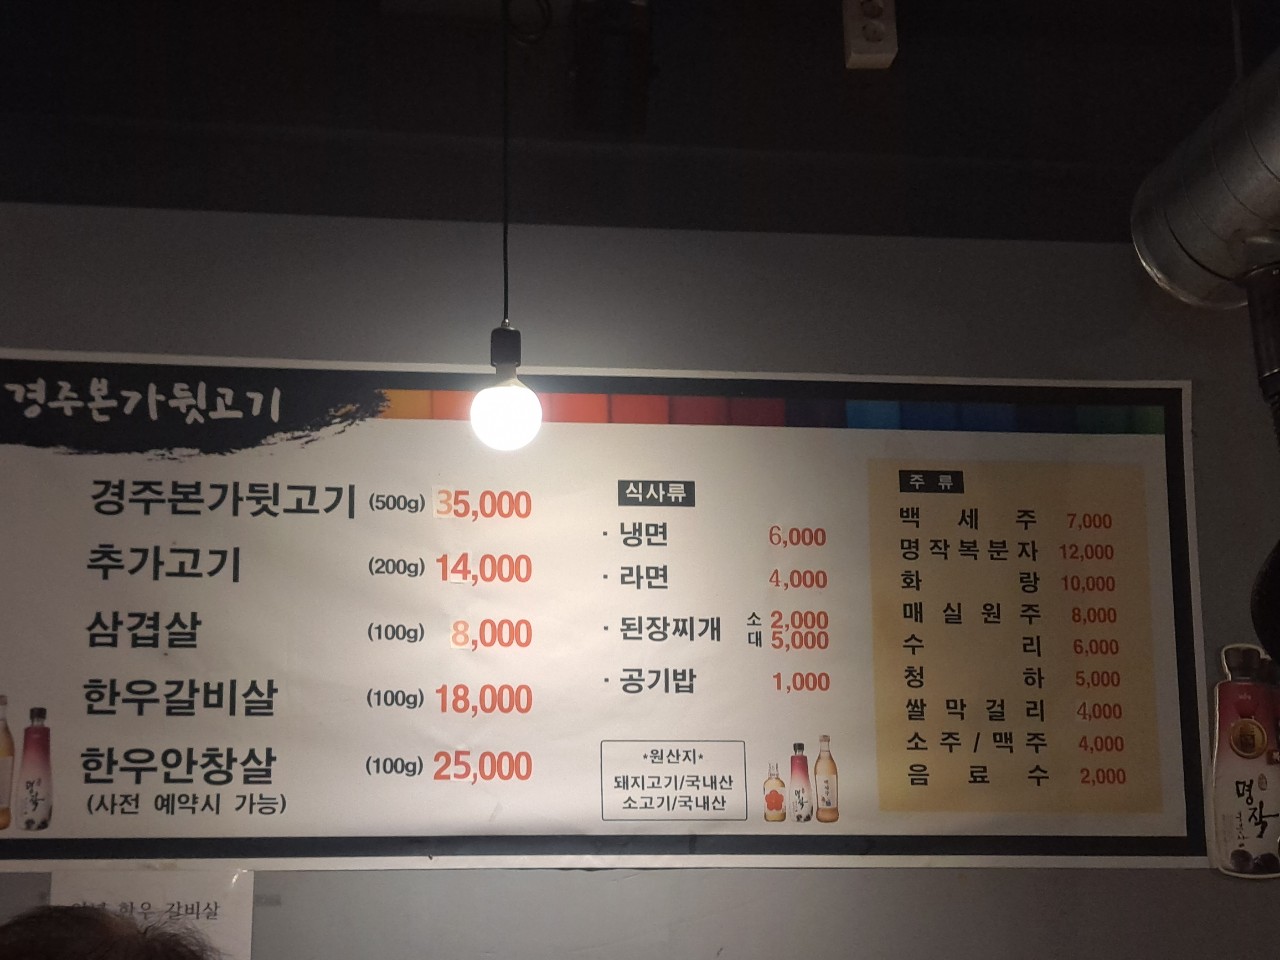 경주본가뒷고기
경주본가뒷고기 (500g) 35,000
추가고기 (200g) 14,000
삼겹살 (100g) 8,000
한우갈비살 (100g) 18,000
한우안창살 (100g) 25,000
(사전 예약시 가능)
식사류
· 냉면 6,000
· 라면 4,000
· 된장찌개 소 2,000
대 5,000
· 공기밥 1,000
*원산지*
돼지고기/국내산
소고기/국내산
주 류
백 세 주 7,000
명작복분자 12,000
화 랑 10,000
매 실 원 주 8,000
수 리 6,000
청 하 5,000
쌀 막 걸 리 4,000
소 주 / 맥 주 4,000
음 료 수 2,000
명작
한우 갈비살